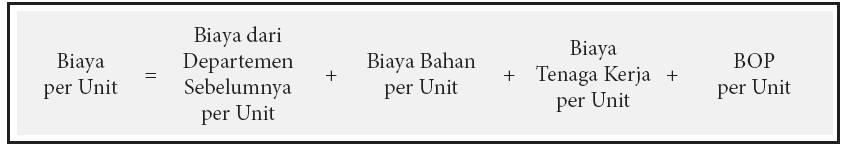 Biaya
per Unit
=
Biaya dari
Departemen
Sebelumnya
per Unit
+
Biaya Bahan
per Unit
+
Biaya
Tenaga Kerja
per Unit
+
BOP
per Unit